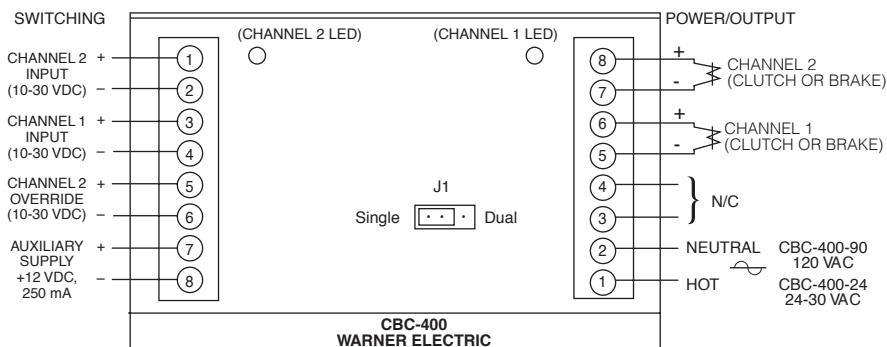 SWITCHING
POWER/OUTPUT
(CHANNEL 2 LED)
(CHANNEL 1 LED)
CHANNEL 2 +
INPUT
(10-30 VDC) –
CHANNEL 1 +
INPUT
(10-30 VDC) –
CHANNEL 2 +
OVERRIDE
(10-30 VDC) –
AUXILIARY +
SUPPLY
+12 VDC, –
250 mA
1
2
3
4
5
6
7
8
J1
Single
Dual
8
7
6
5
4
3
2
1
+
-
CHANNEL 2
(CLUTCH OR BRAKE)
+
-
CHANNEL 1
(CLUTCH OR BRAKE)
N/C
NEUTRAL
HOT
CBC-400-90
120 VAC
CBC-400-24
24-30 VAC
CBC-400
WARNER ELECTRIC